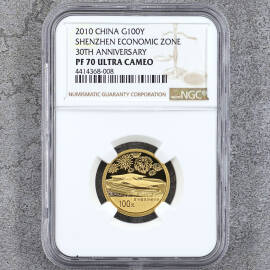 2010 CHINA G100Y
SHENZHEN ECONOMIC ZONE
30TH ANNIVERSARY
PF 70 ULTRA CAMEO
4414368-008
NUMISMATIC GUARANTY CORPORATION
NGC
100元